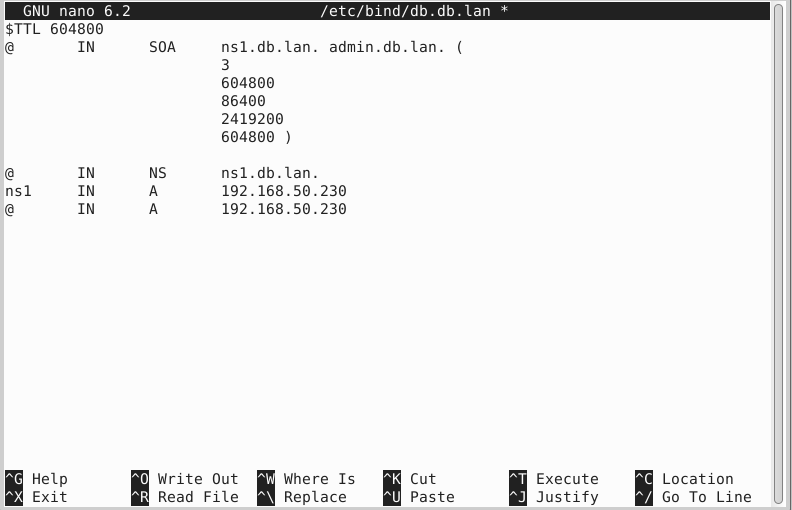 GNU nano 6.2 /etc/bind/db.db.lan *
$TTL 604800
@ IN SOA ns1.db.lan. admin.db.lan. (
3
604800
86400
2419200
604800 )
@ IN NS ns1.db.lan.
ns1 IN A 192.168.50.230
@ IN A 192.168.50.230
^G Help ^O Write Out ^W Where Is ^K Cut ^T Execute ^C Location
^X Exit ^R Read File ^\ Replace ^U Paste ^J Justify ^/ Go To Line